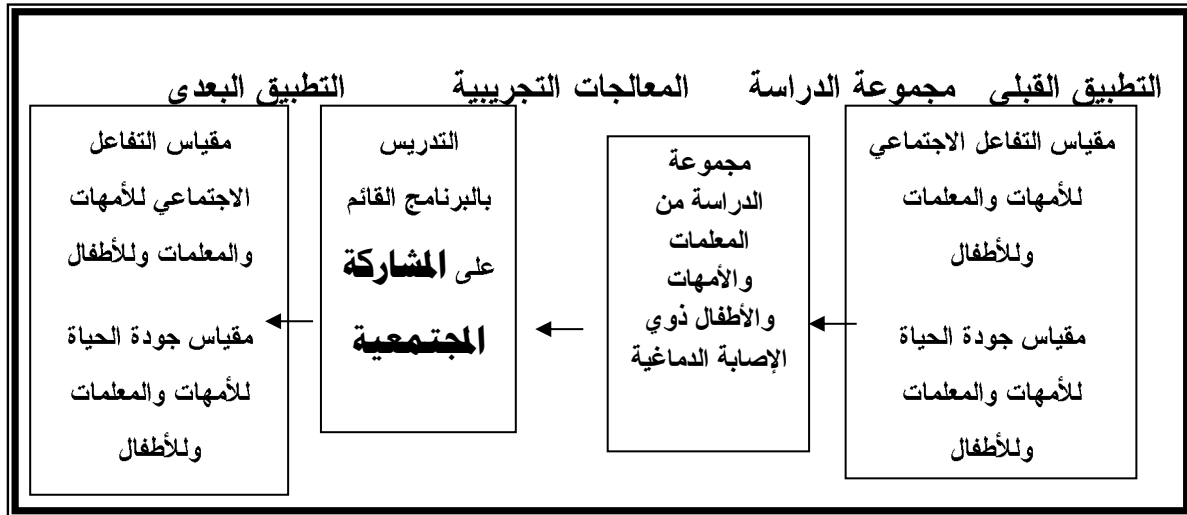 التطبيق القبلي مجموعة الدراسة المعالجات التجريبية التطبيق البعدي
مقياس التفاعل الاجتماعي
للأمهات والمعلمات
وللأطفال
مقياس جودة الحياة
للأمهات والمعلمات
وللأطفال
مجموعة
الدراسة من
المعلمات
والأمهات
والأطفال ذوي
الإصابة الدماغية
التدريس
بالبرنامج القائم
على المشاركة
المجتمعية
مقياس التفاعل
الاجتماعي للأمهات
والمعلمات وللأطفال
مقياس جودة الحياة
للأمهات والمعلمات
وللأطفال